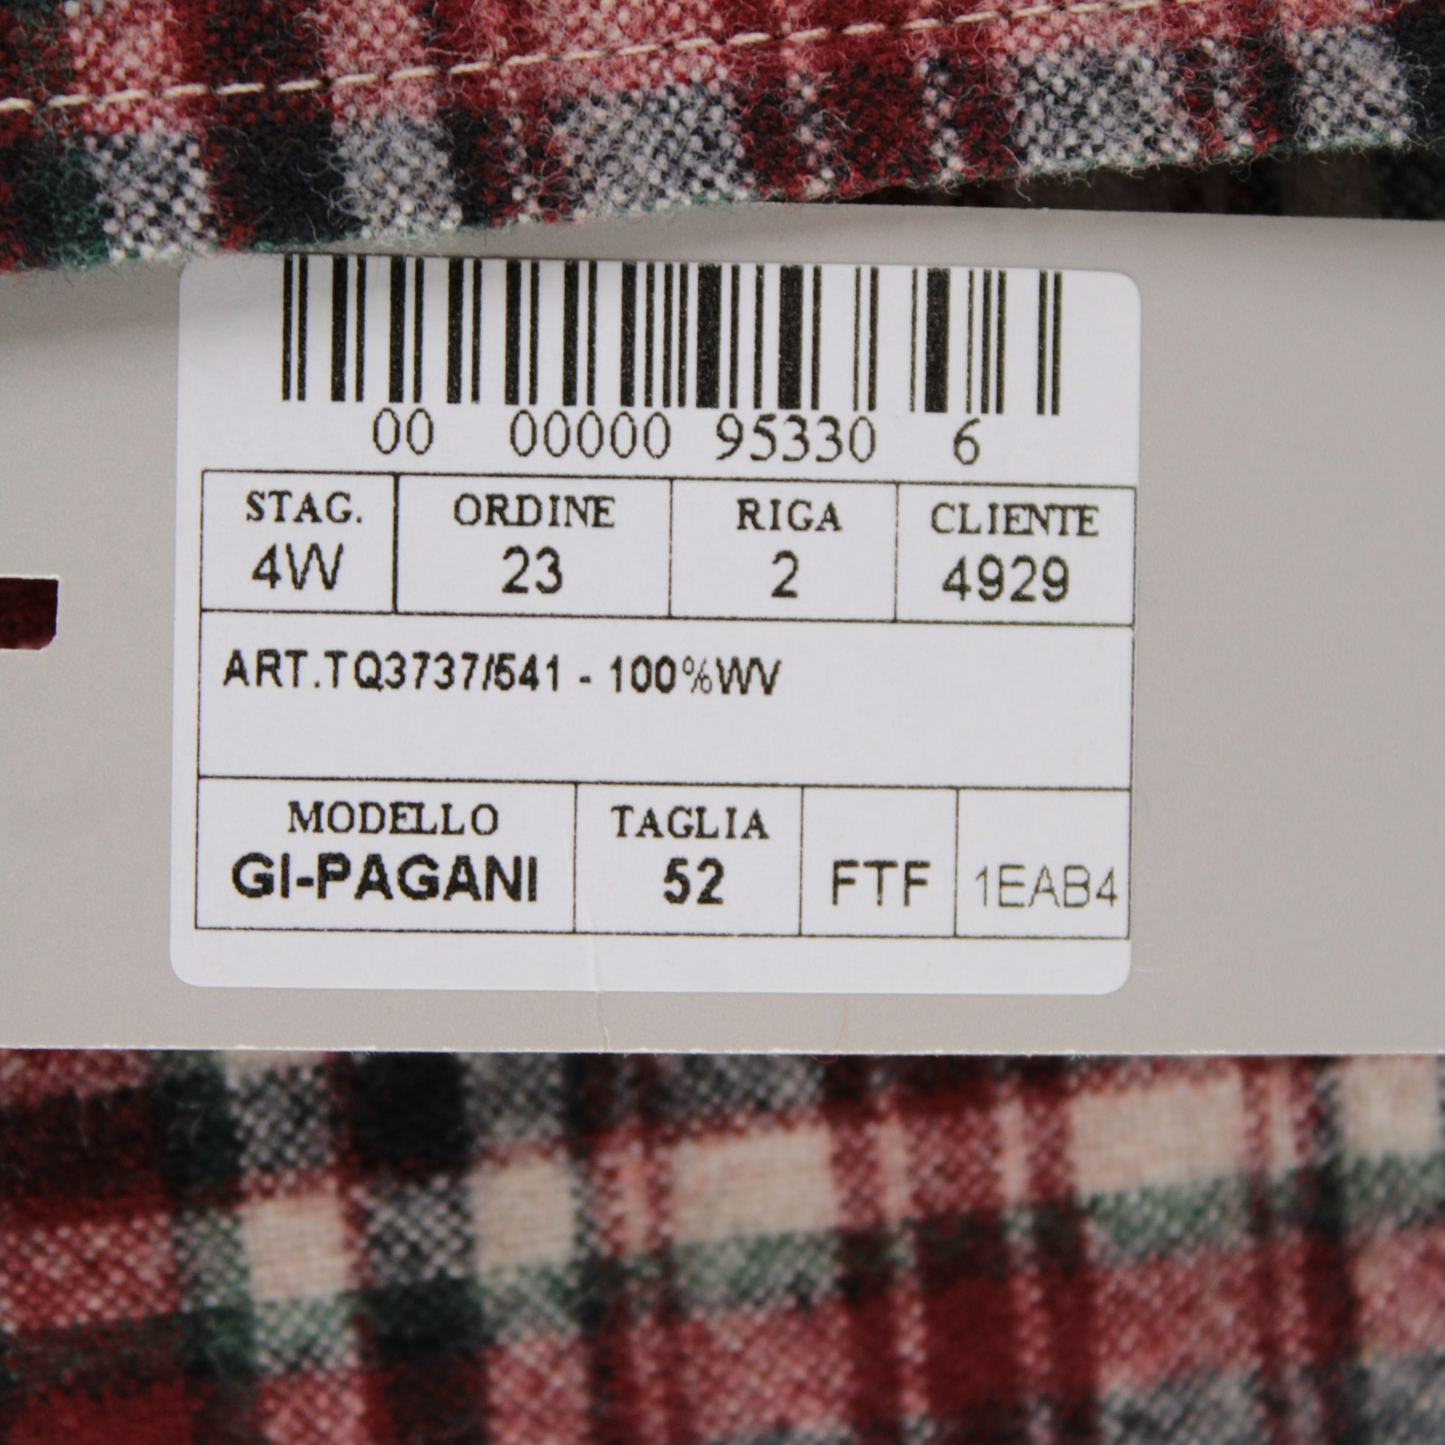 00 00000 95330 6
STAG. ORDINE RIGA CLIENTE
4W 23 2 4929
ART.TQ3737/541 - 100%WV
MODELLO TAGLIA
GI-PAGANI 52 FTF 1EAB4